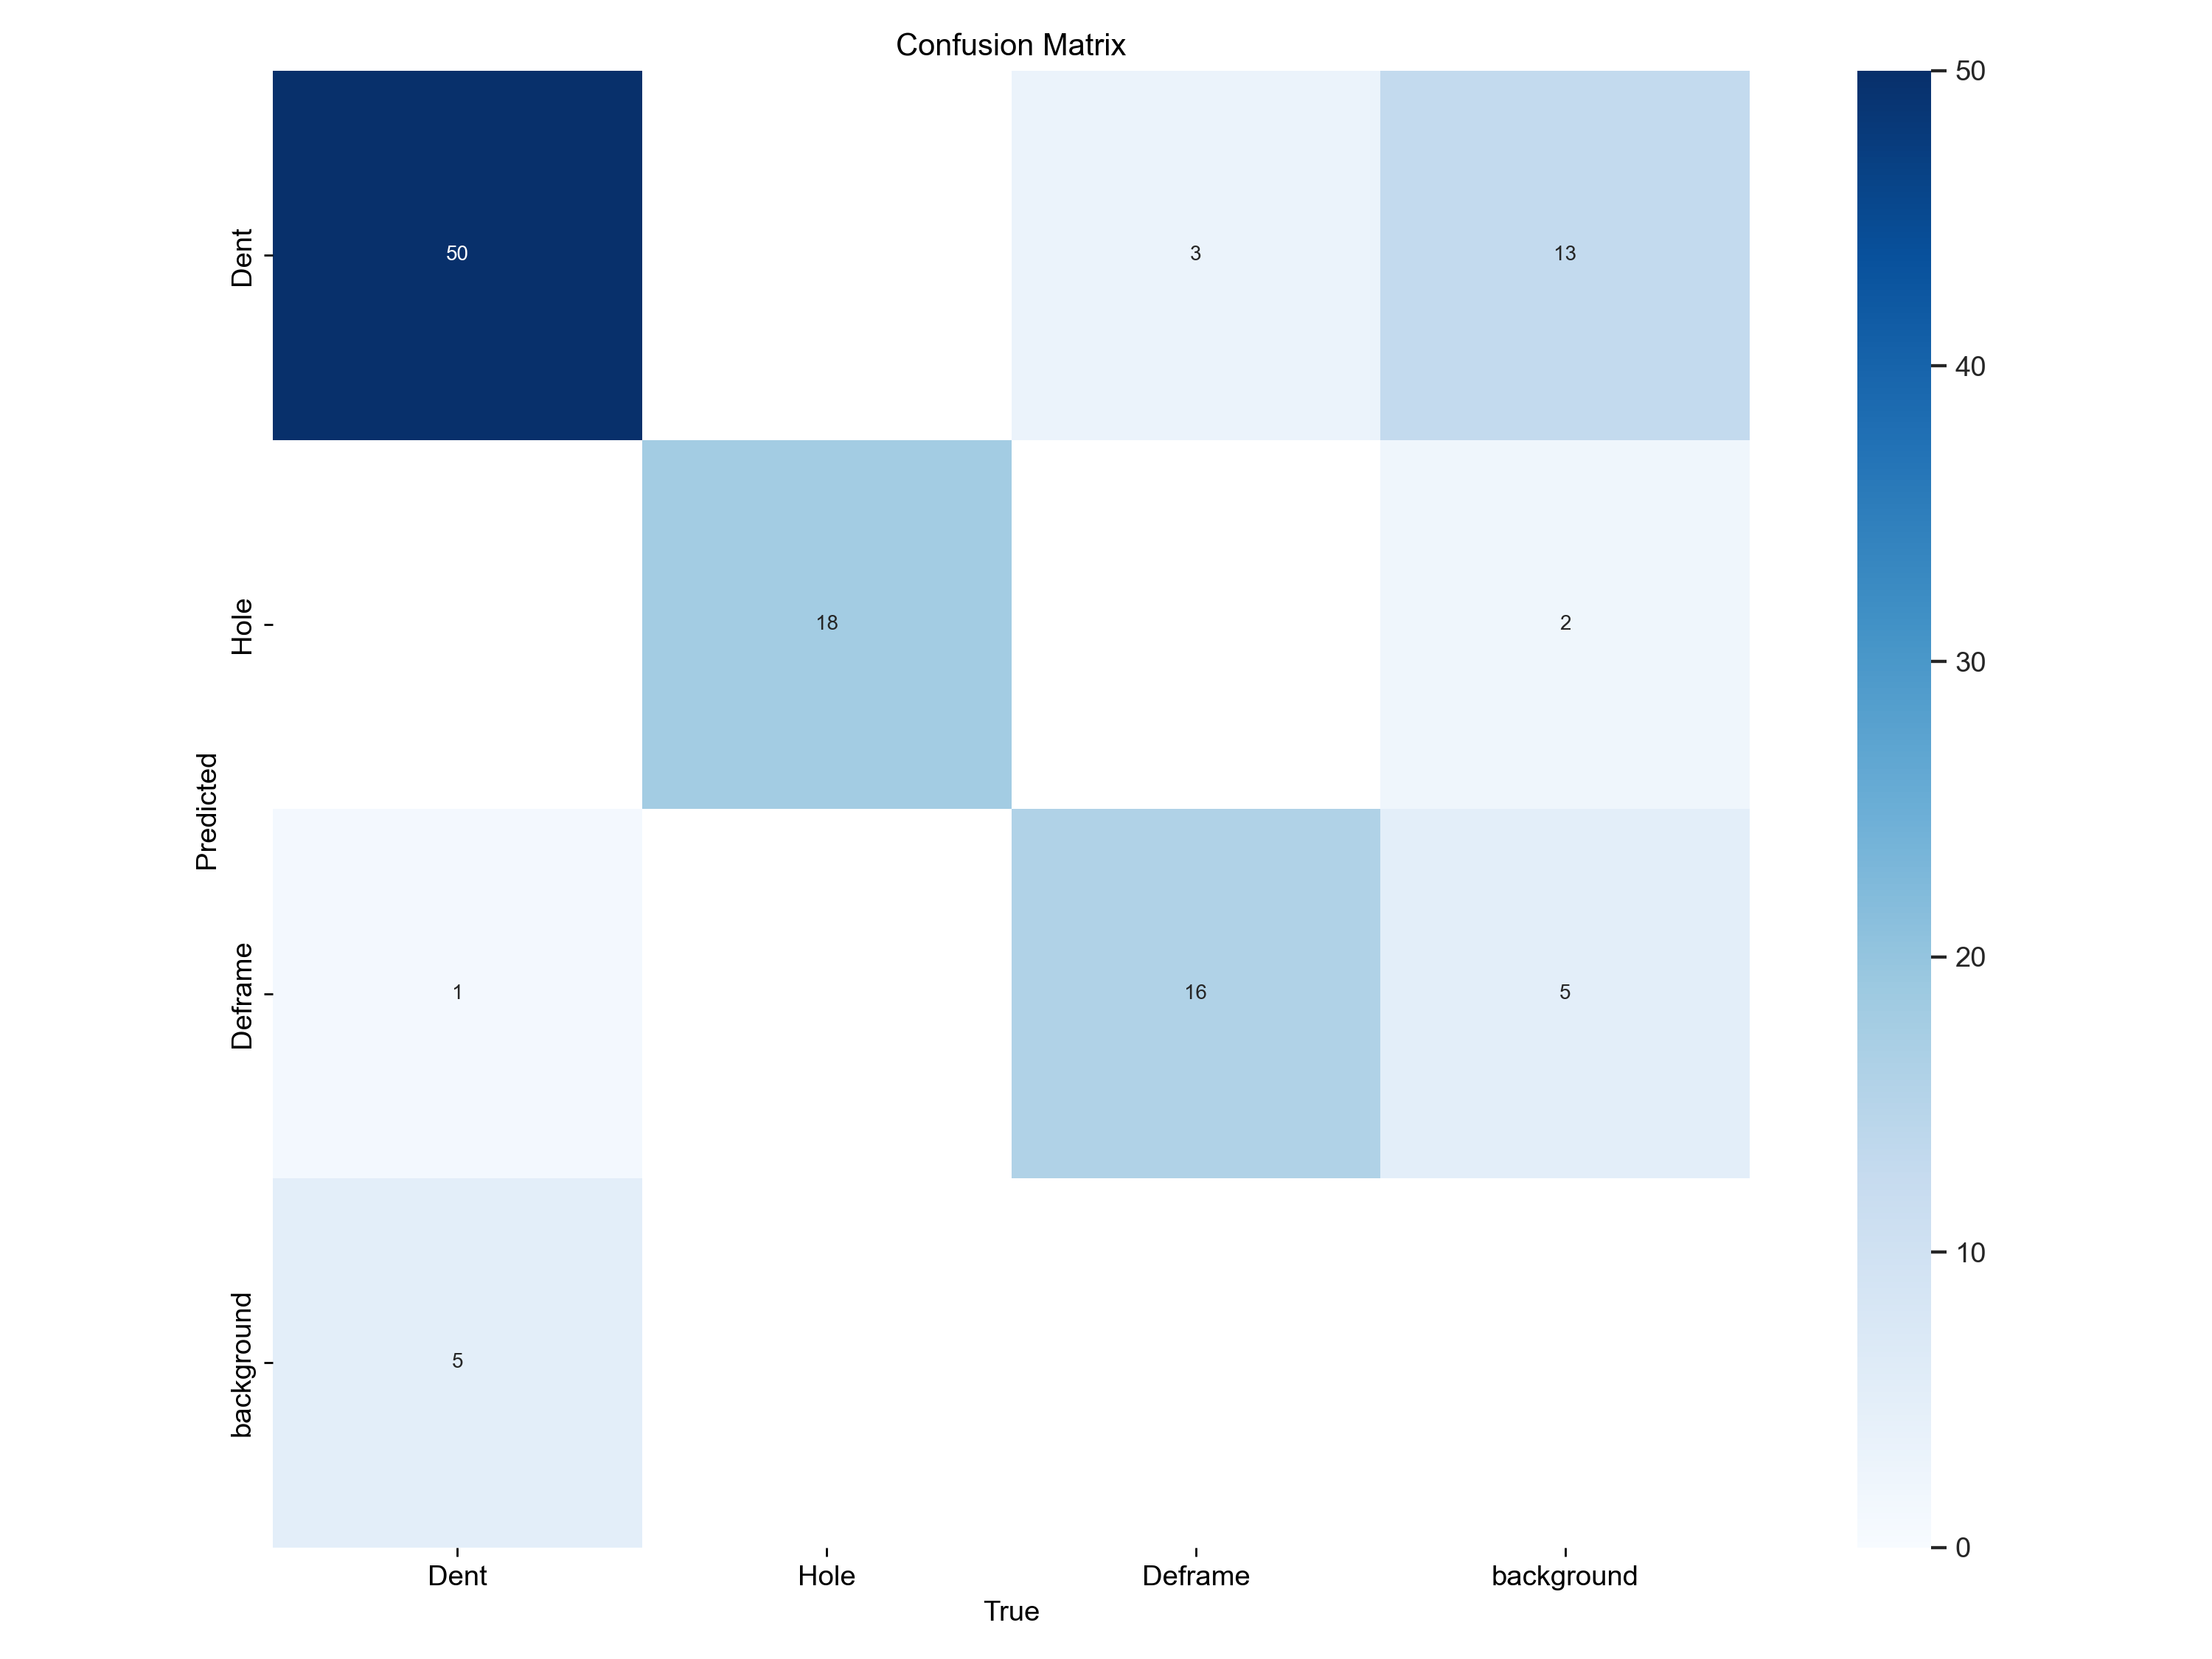 Confusion Matrix
Dent
50
3
13
Hole
18
2
Deframe
1
16
5
background
5
Predicted
Dent
Hole
Deframe
background
True
50
40
30
20
10
0